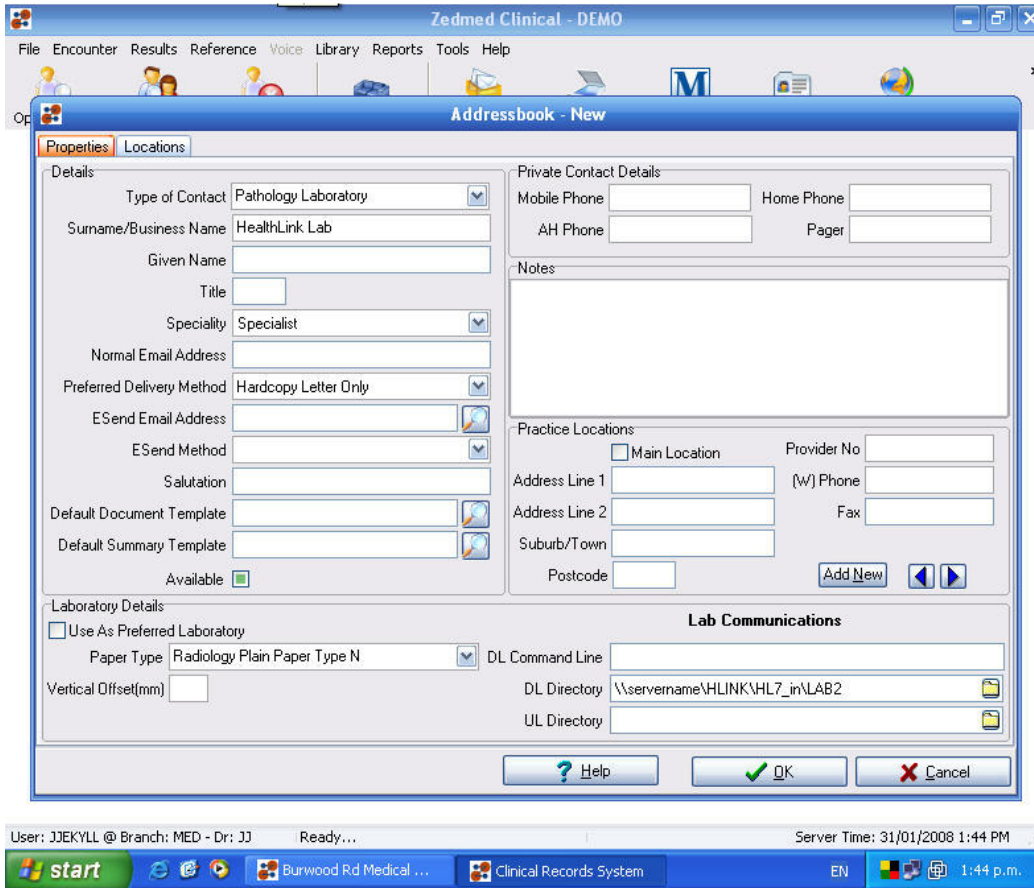 Zedmed Clinical - DEMO
File Encounter Results Reference Voice Library Reports Tools Help
M
Op
Addressbook - New
Properties Locations
Details
Type of Contact Pathology Laboratory
Surname/Business Name HealthLink Lab
Given Name
Title
Speciality Specialist
Normal Email Address
Preferred Delivery Method Hardcopy Letter Only
ESend Email Address
ESend Method
Salutation
Default Document Template
Default Summary Template
Available
Private Contact Details
Mobile Phone Home Phone
AH Phone Pager
Notes
Practice Locations
Main Location Provider No
Address Line 1 (W) Phone
Address Line 2 Fax
Suburb/Town
Postcode Add New
Laboratory Details
Use As Preferred Laboratory
Paper Type Radiology Plain Paper Type N
Vertical Offset(mm)
Lab Communications
DL Command Line
DL Directory \\servername\HLINK\HL7_in\LAB2
UL Directory
? Help OK Cancel
User: JJEKYLL @ Branch: MED - Dr: JJ Ready... Server Time: 31/01/2008 1:44 PM
start Burwood Rd Medical ... Clinical Records System EN 1:44 p.m.